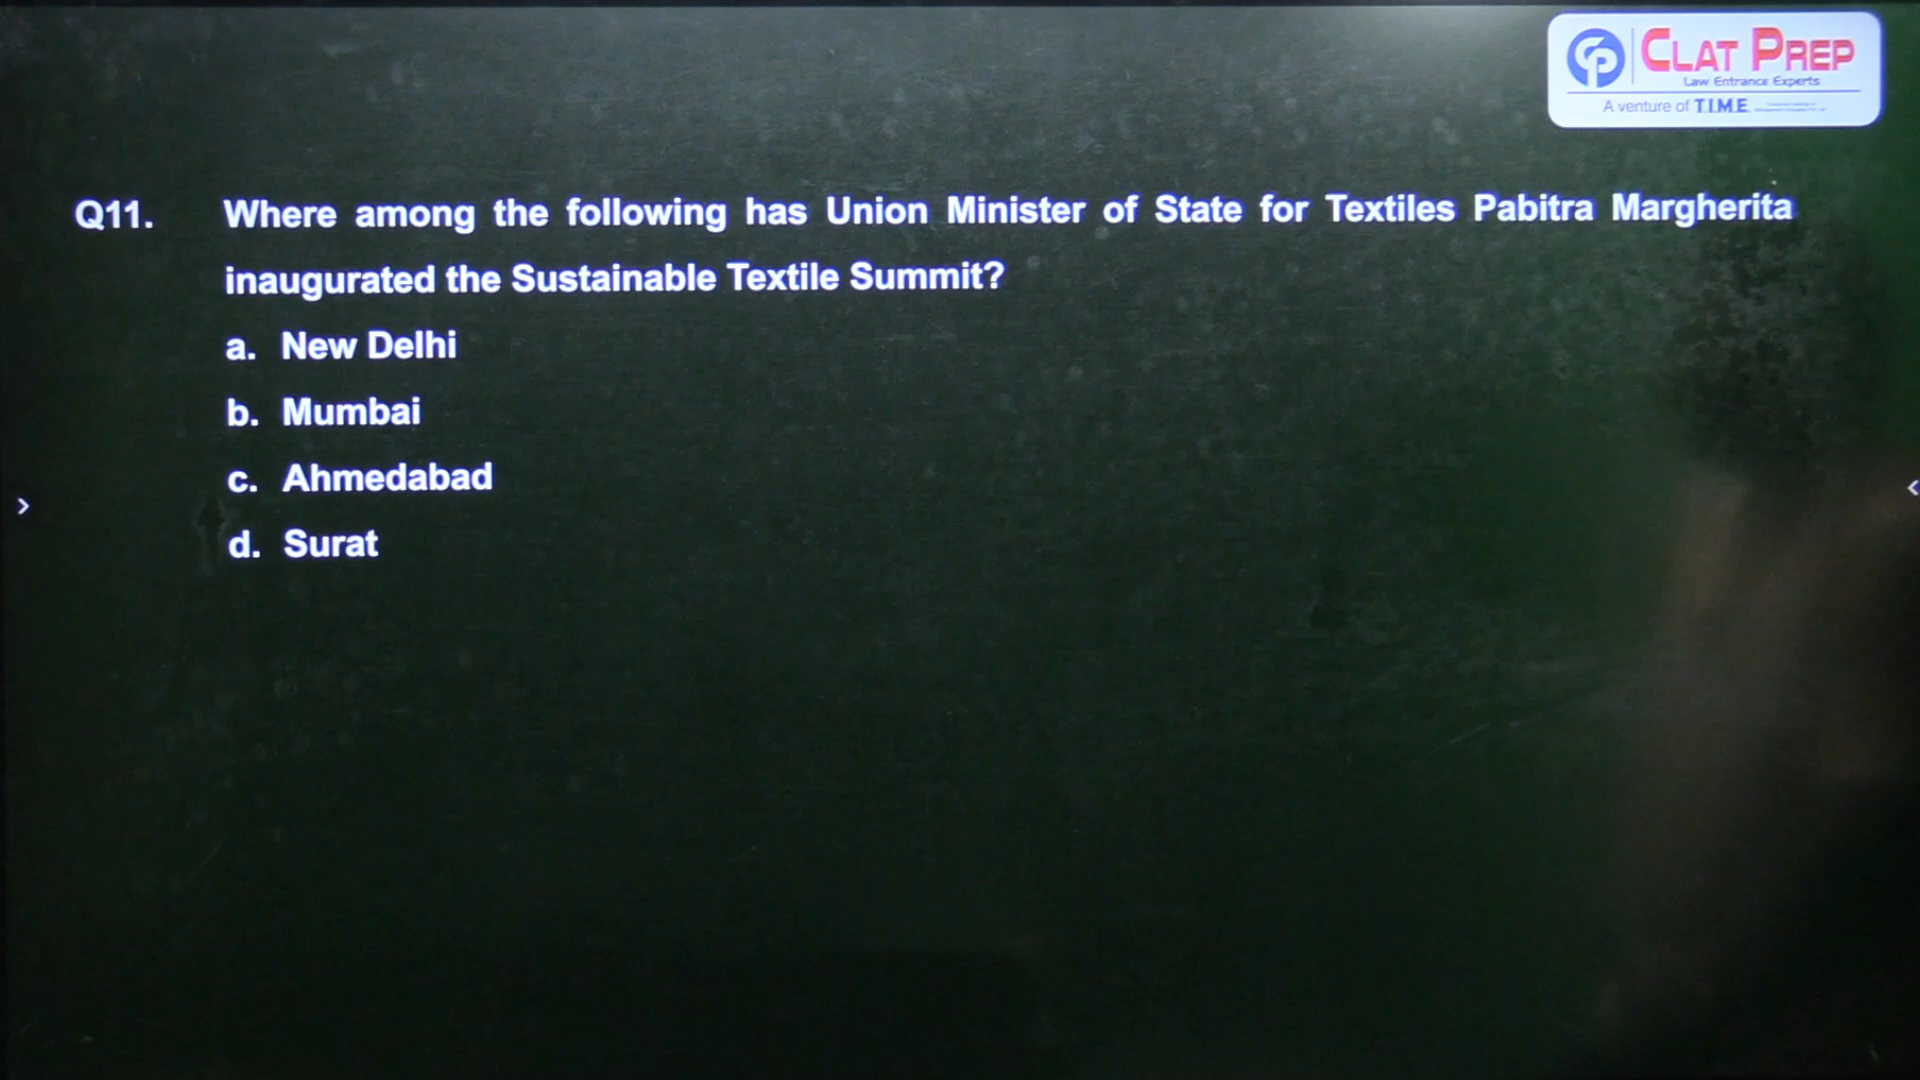 CLAT PREP
Law Entrance Experts
A venture of T.I.M.E.
Q11. Where among the following has Union Minister of State for Textiles Pabitra Margherita
inaugurated the Sustainable Textile Summit?
a. New Delhi
b. Mumbai
c. Ahmedabad
d. Surat